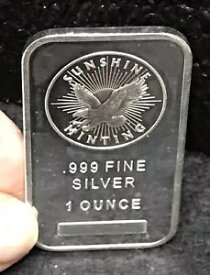 SUNSHINE
MINTING
.999 FINE
SILVER
1 OUNCE